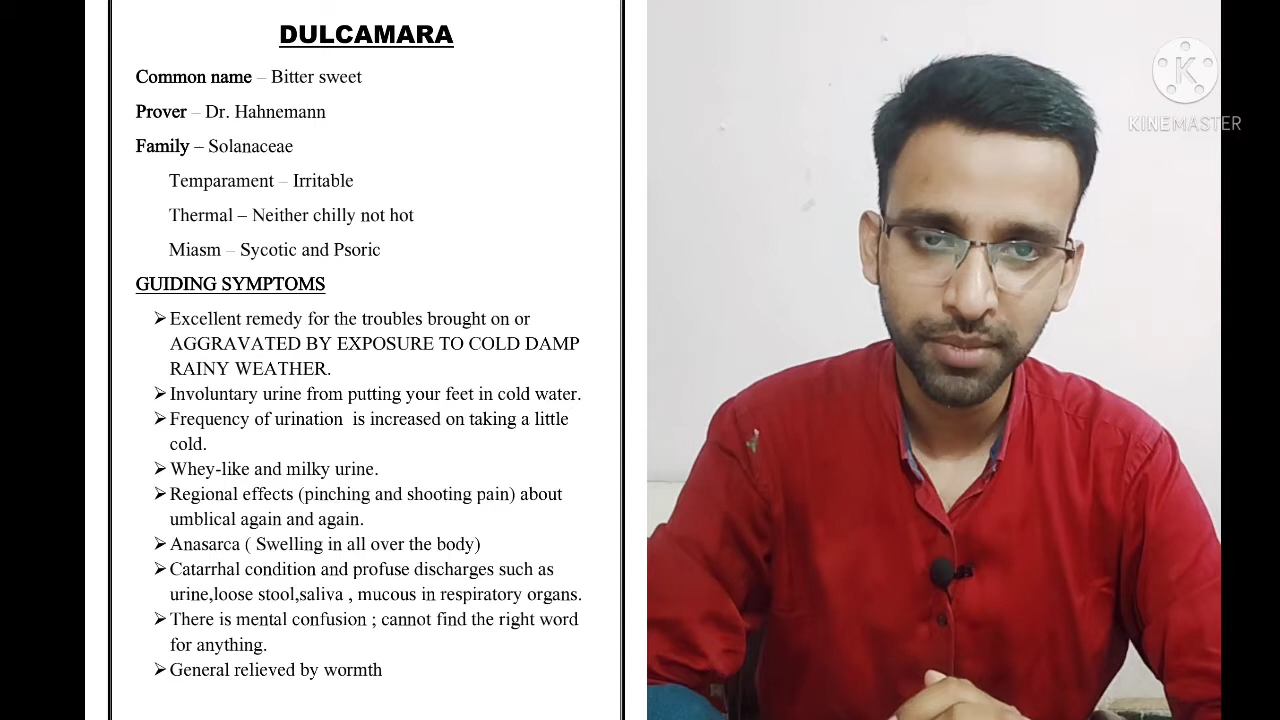 DULCAMARA
Common name – Bitter sweet
Prover – Dr. Hahnemann
Family – Solanaceae
Temparament – Irritable
Thermal – Neither chilly not hot
Miasm – Sycotic and Psoric
GUIDING SYMPTOMS
➢Excellent remedy for the troubles brought on or
AGGRAVATED BY EXPOSURE TO COLD DAMP
RAINY WEATHER.
➢Involuntary urine from putting your feet in cold water.
➢Frequency of urination is increased on taking a little
cold.
➢Whey-like and milky urine.
➢Regional effects (pinching and shooting pain) about
umblical again and again.
➢Anasarca ( Swelling in all over the body)
➢Catarrhal condition and profuse discharges such as
urine,loose stool,saliva , mucous in respiratory organs.
➢There is mental confusion ; cannot find the right word
for anything.
➢General relieved by wormth
K
KINEMASTER